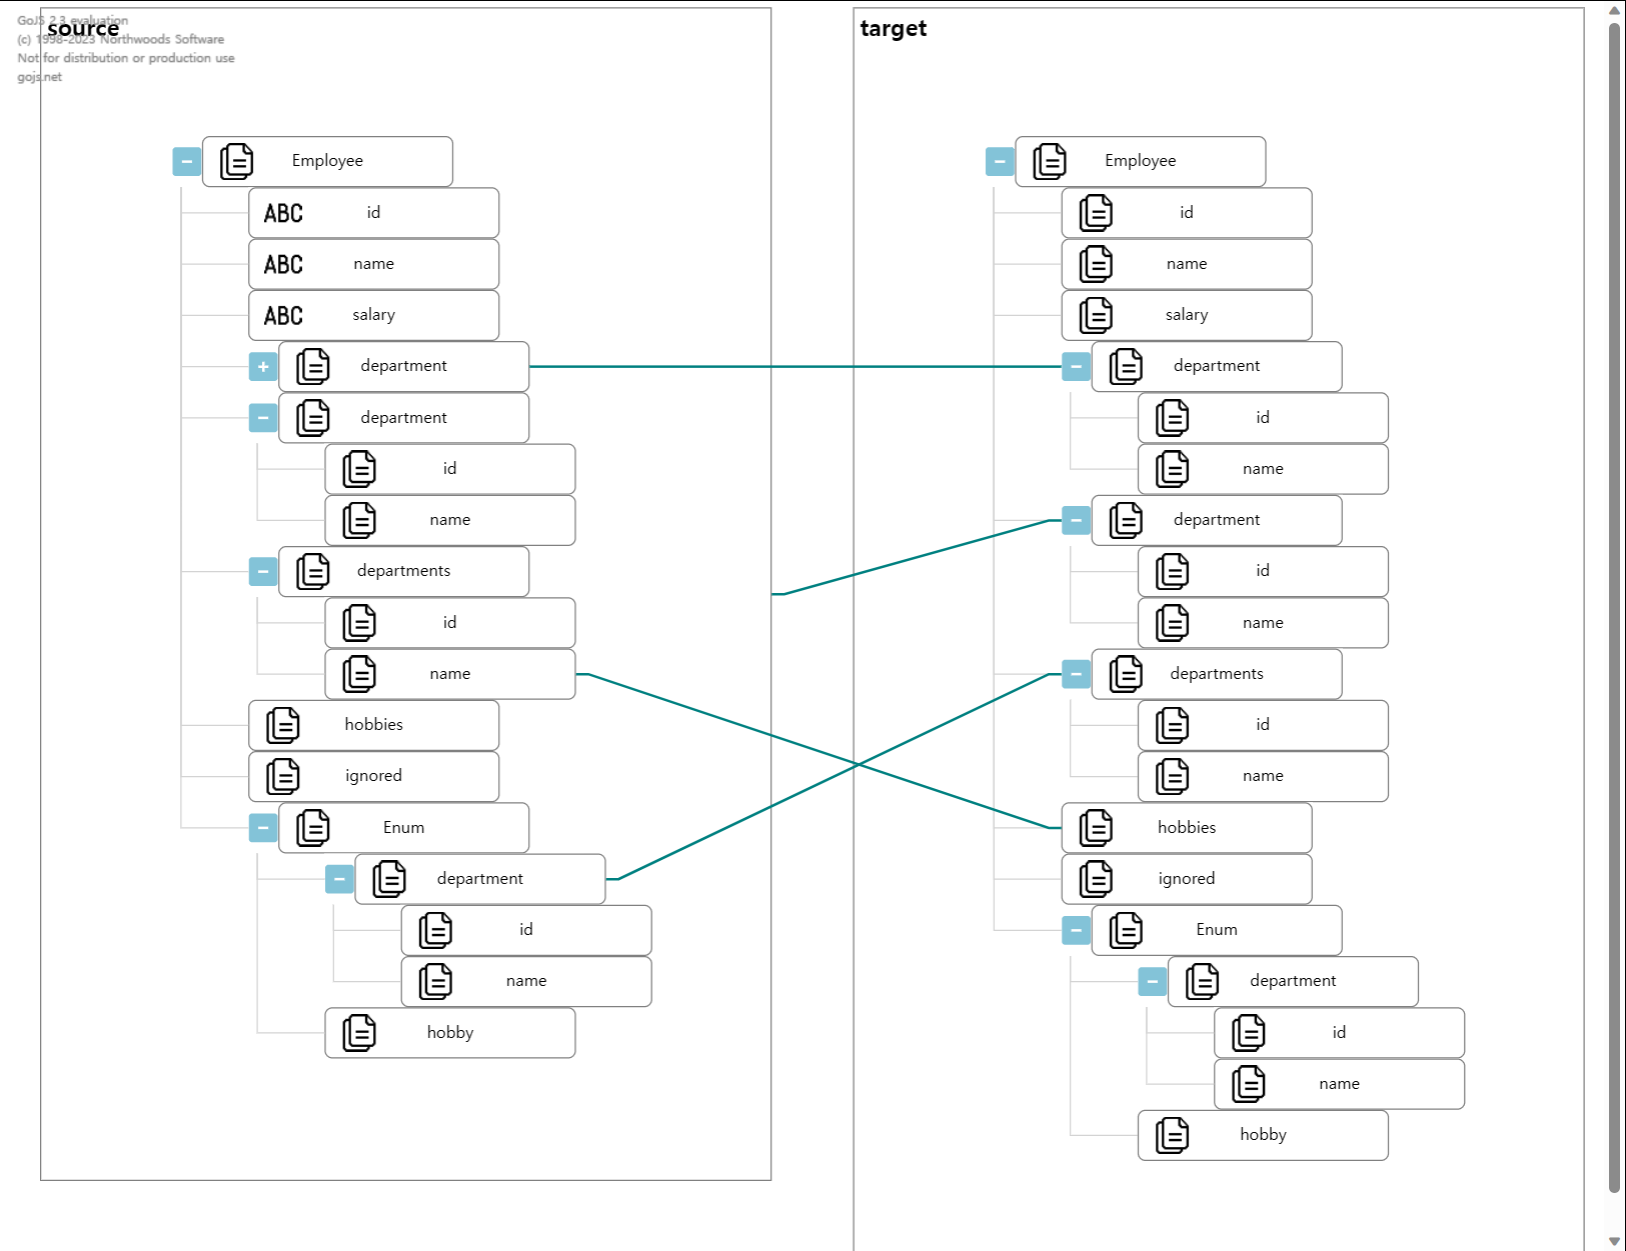 GoJS 2.3 evaluation
(c) 1998-2023 Northwoods Software
Not for distribution or production use
gojs.net
source
Employee
ABC id
ABC name
ABC salary
department
department
id
name
departments
id
name
hobbies
ignored
Enum
department
id
name
hobby
target
Employee
id
name
salary
department
id
name
department
id
name
departments
id
name
hobbies
ignored
Enum
department
id
name
hobby